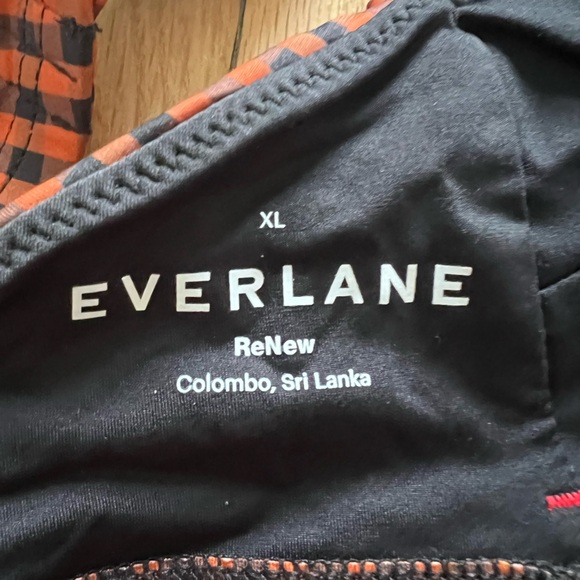 XL
EVERLANE
ReNew
Colombo, Sri Lanka